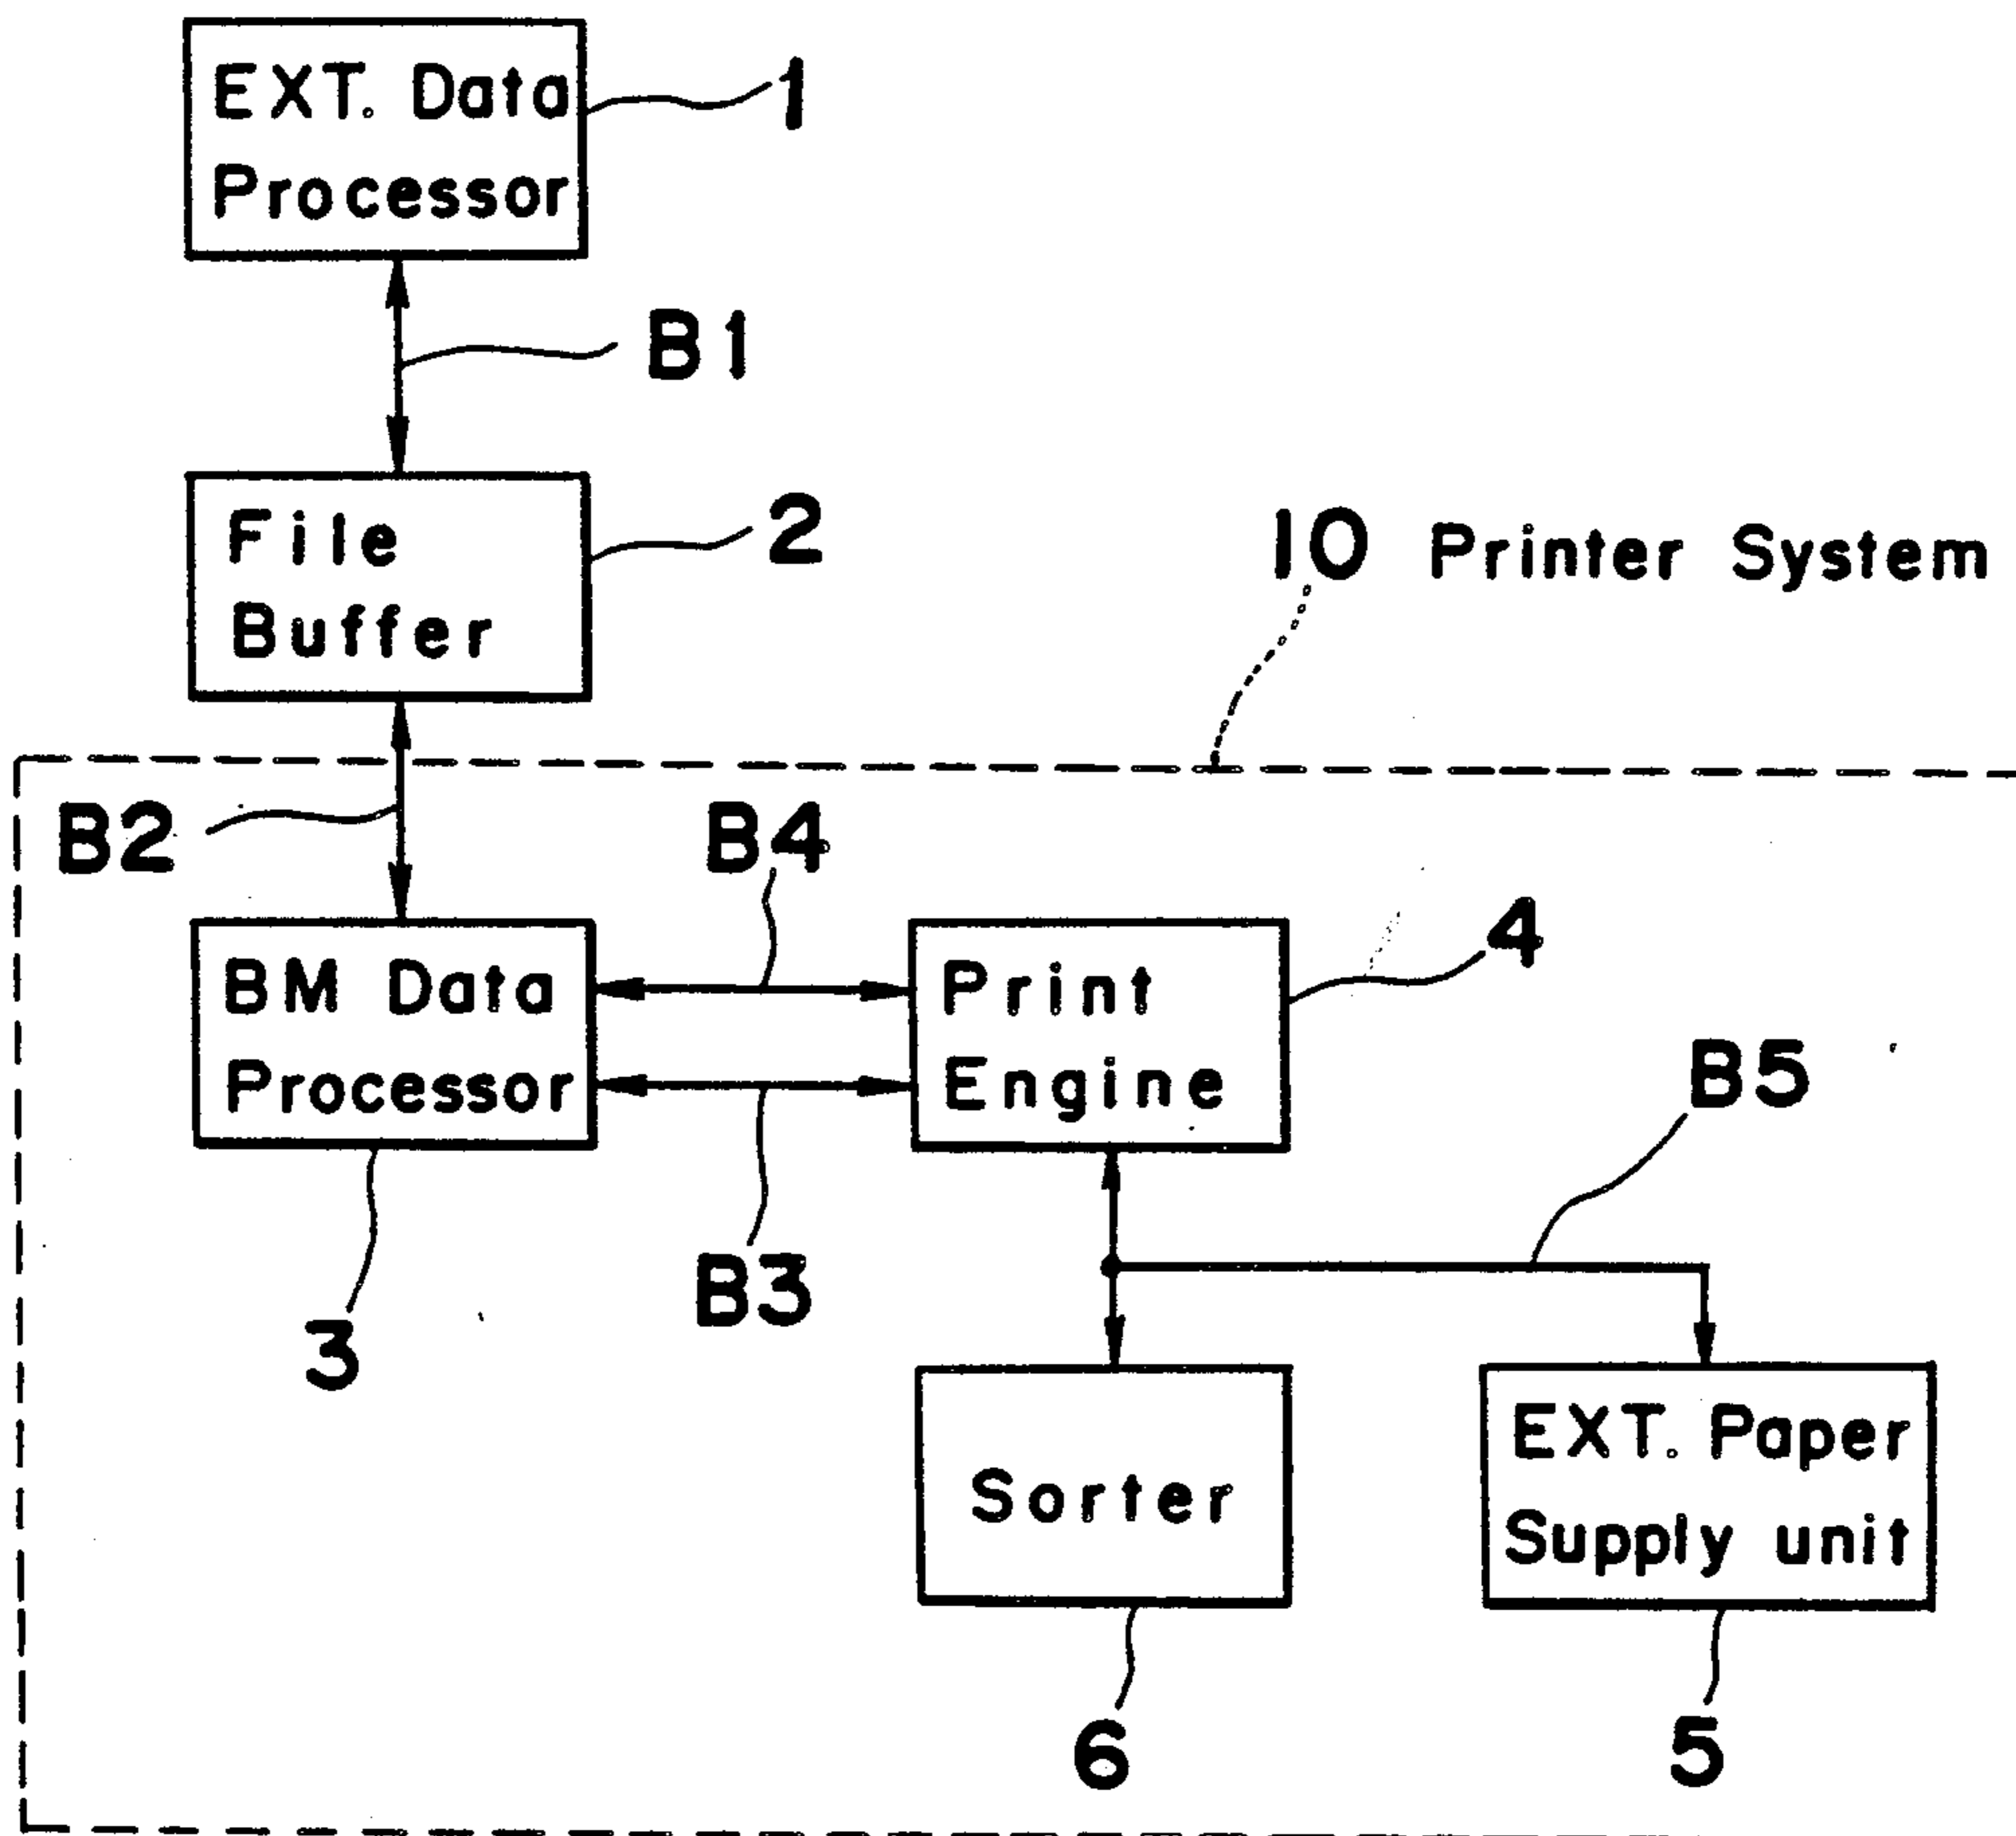 EXT. Data
Processor
1
B1
File
Buffer
2
10 Printer System
B2
B4
BM Data
Processor
Print
Engine
4
B5
B3
3
Sorter
EXT. Paper
Supply unit
6
5